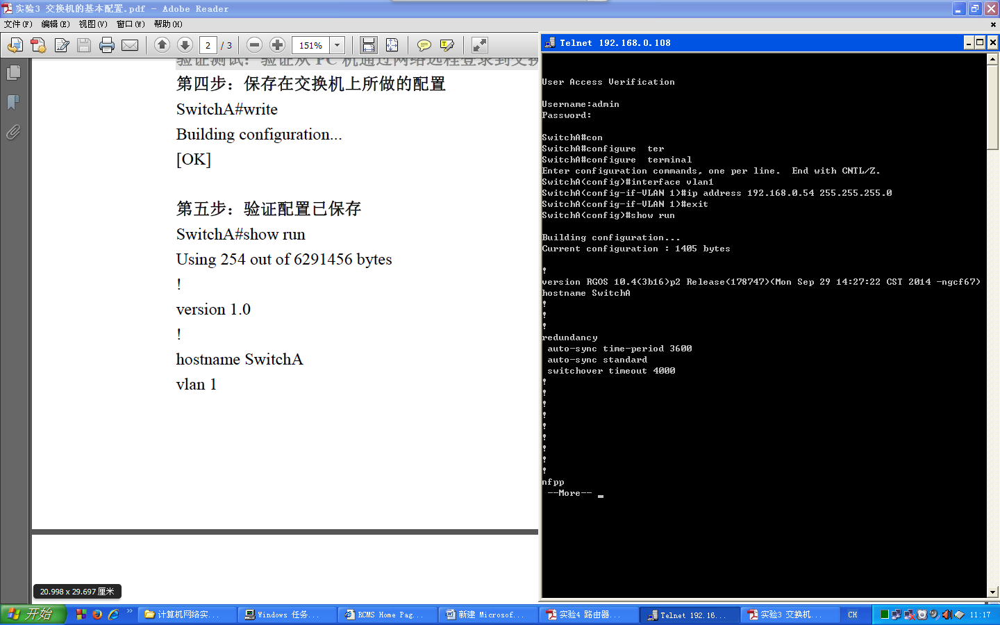 实验3 交换机的基本配置.pdf - Adobe Reader
文件(F) 编辑(E) 视图(V) 窗口(W) 帮助(H)
2 / 3 151%
验证测试：验证从 PC 机通过网络远程登录到交换
第四步：保存在交换机上所做的配置
SwitchA#write
Building configuration...
[OK]
第五步：验证配置已保存
SwitchA#show run
Using 254 out of 6291456 bytes
!
version 1.0
!
hostname SwitchA
vlan 1
20.998 x 29.697 厘米
Telnet 192.168.0.108
User Access Verification
Username:admin
Password:
SwitchA#con
SwitchA#configure  ter
SwitchA#configure  terminal
Enter configuration commands, one per line.  End with CNTL/Z.
SwitchA(config)#interface vlan1
SwitchA(config-if-VLAN 1)#ip address 192.168.0.54 255.255.255.0
SwitchA(config-if-VLAN 1)#exit
SwitchA(config)#show run
Building configuration...
Current configuration : 1405 bytes
!
version RGOS 10.4(3b16)p2 Release(178747)(Mon Sep 29 14:27:22 CST 2014 -ngcf67)
hostname SwitchA
!
!
!
redundancy
 auto-sync time-period 3600
 auto-sync standard
 switchover timeout 4000
!
!
!
!
!
!
!
!
!
nfpp
 --More--
开始 计算机网络实... Windows 任务... RCMS Home Pag... 新建 Microsof... 实验4 路由器... Telnet 192.16... 实验3 交换机... CH 11:17